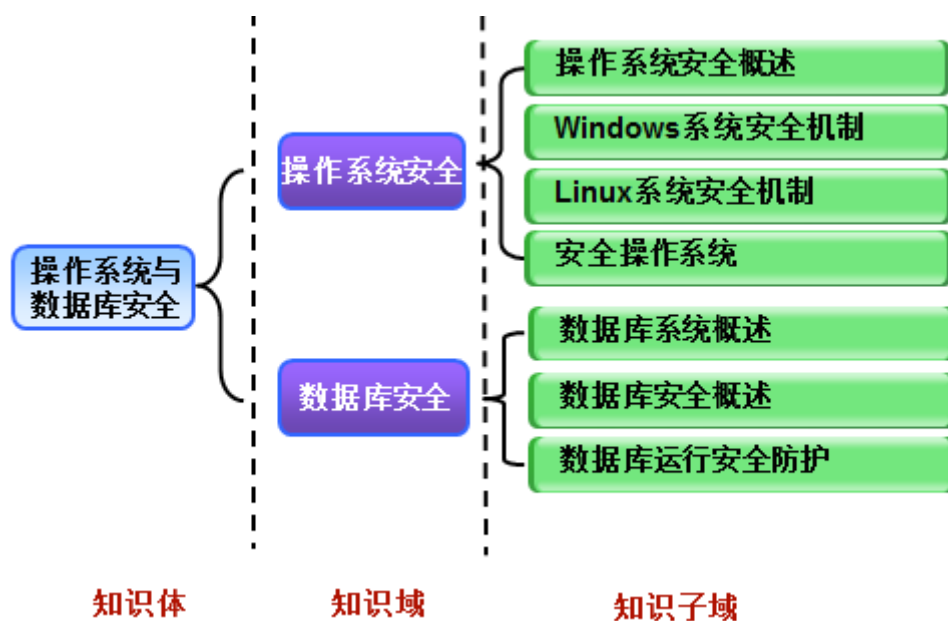 操作系统与
数据库安全
操作系统安全
数据库安全
操作系统安全概述
Windows系统安全机制
Linux系统安全机制
安全操作系统
数据库系统概述
数据库安全概述
数据库运行安全防护
知识体
知识域
知识子域